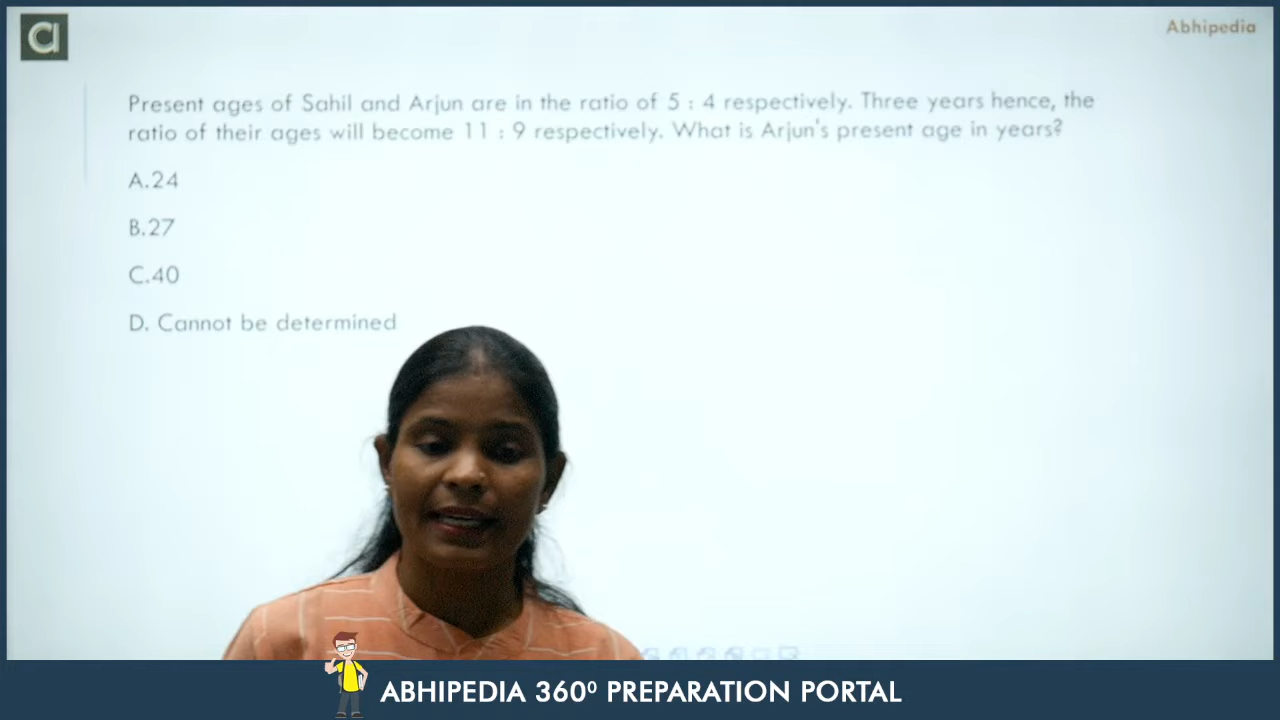 Abhipedia
Present ages of Sahil and Arjun are in the ratio of 5 : 4 respectively. Three years hence, the
ratio of their ages will become 11 : 9 respectively. What is Arjun's present age in years?
A.24
B.27
C.40
D. Cannot be determined
ABHIPEDIA 360⁰ PREPARATION PORTAL